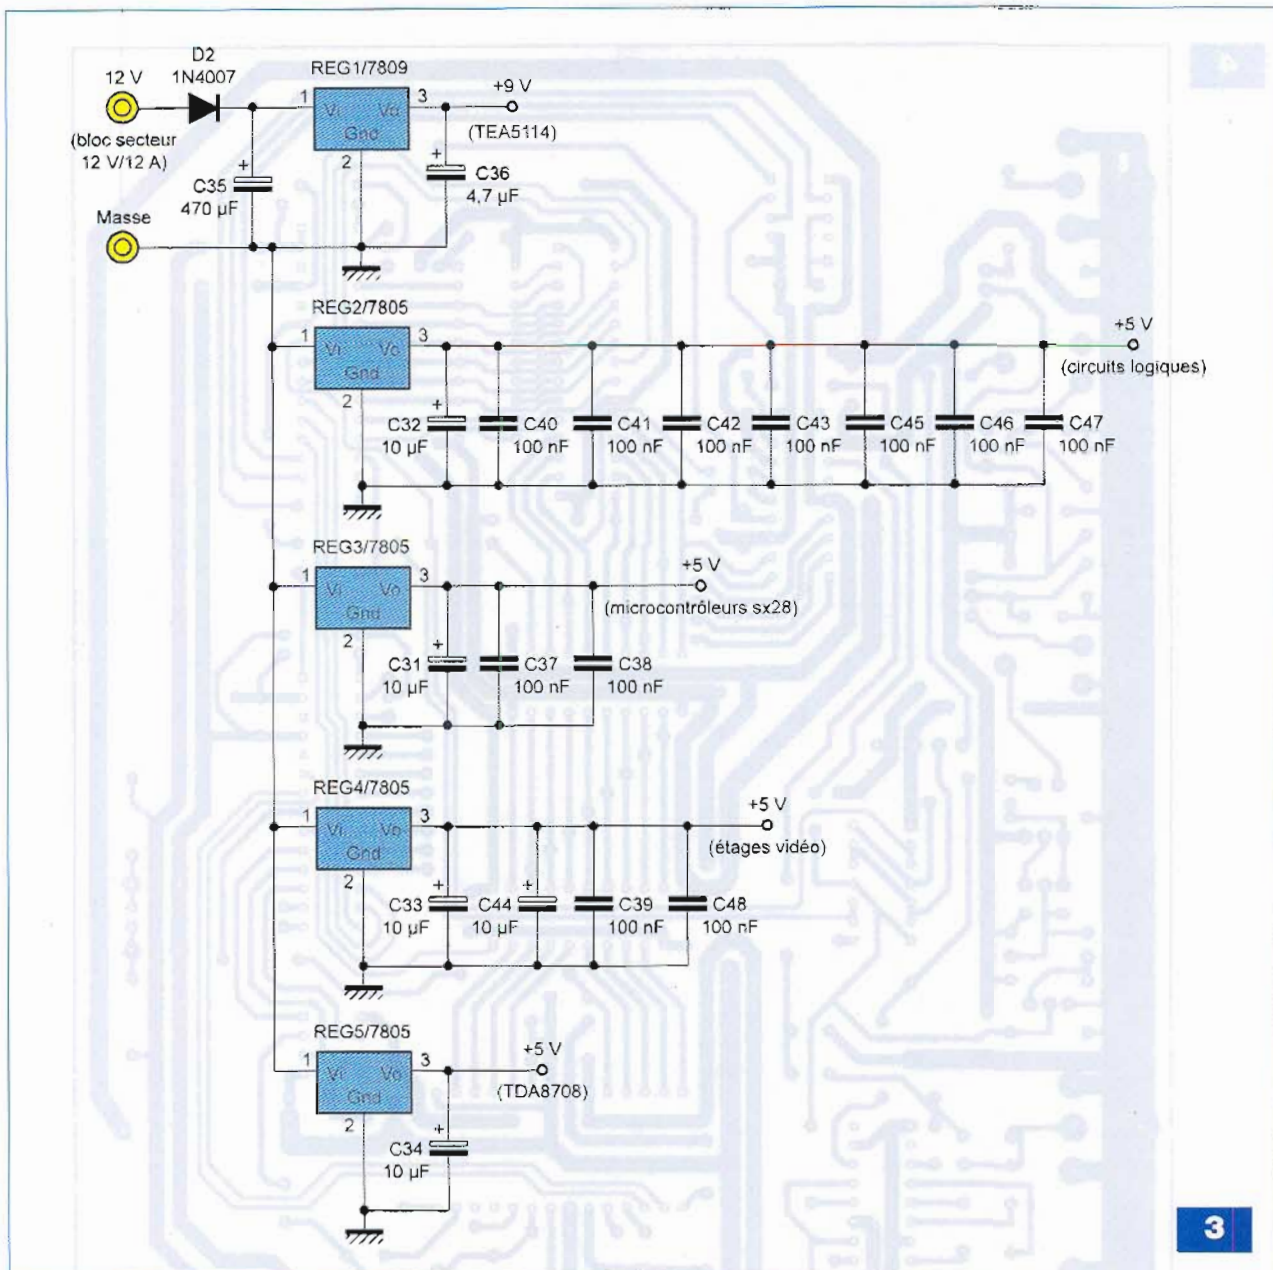 D2
1N4007
12 V
(bloc secteur
12 V/12 A)
REG1/7809
1
Vi
Vo
3
Gnd
2
+9 V
(TEA5114)
+
C35
470 µF
+
C36
4,7 µF
Masse
REG2/7805
1
Vi
Vo
3
Gnd
2
+5 V
(circuits logiques)
+
C32
10 µF
C40
100 nF
C41
100 nF
C42
100 nF
C43
100 nF
C45
100 nF
C46
100 nF
C47
100 nF
REG3/7805
1
Vi
Vo
3
Gnd
2
+5 V
(microcontrôleurs sx28)
+
C31
10 µF
C37
100 nF
C38
100 nF
REG4/7805
1
Vi
Vo
3
Gnd
2
+5 V
(étages vidéo)
+
C33
10 µF
+
C44
10 µF
C39
100 nF
C48
100 nF
REG5/7805
1
Vi
Vo
3
Gnd
2
+5 V
(TDA8708)
+
C34
10 µF
3